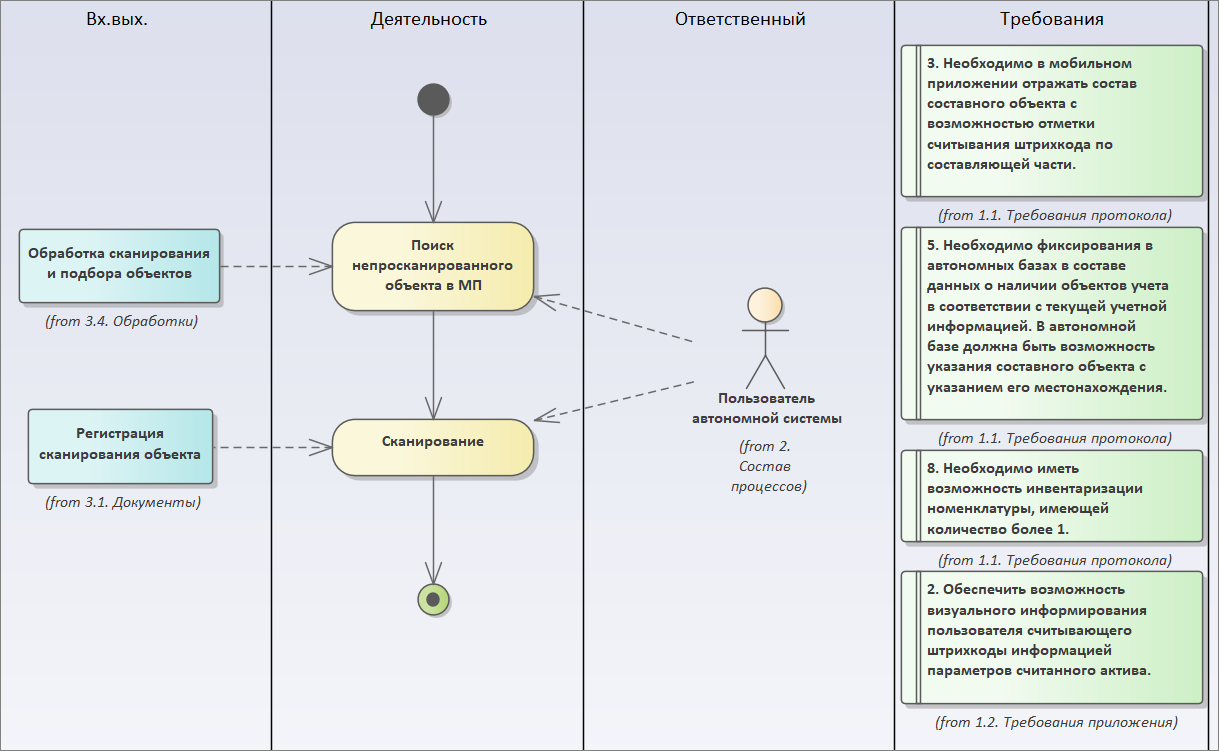 Вх.вых.
Деятельность
Ответственный
Требования
Обработка сканирования
и подбора объектов
(from 3.4. Обработки)
Регистрация
сканирования объекта
(from 3.1. Документы)
Поиск
непросканированного
объекта в МП
Сканирование
Пользователь
автономной системы
(from 2.
Состав
процессов)
3. Необходимо в мобильном
приложении отражать состав
составного объекта с
возможностью отметки
считывания штрихкода по
составляющей части.
(from 1.1. Требования протокола)
5. Необходимо фиксирования в
автономных базах в составе
данных о наличии объектов учета
в соответствии с текущей учетной
информацией. В автономной
базе должна быть возможность
указания составного объекта с
указанием его местонахождения.
(from 1.1. Требования протокола)
8. Необходимо иметь
возможность инвентаризации
номенклатуры, имеющей
количество более 1.
(from 1.1. Требования протокола)
2. Обеспечить возможность
визуального информирования
пользователя считывающего
штрихкоды информацией
параметров считанного актива.
(from 1.2. Требования приложения)